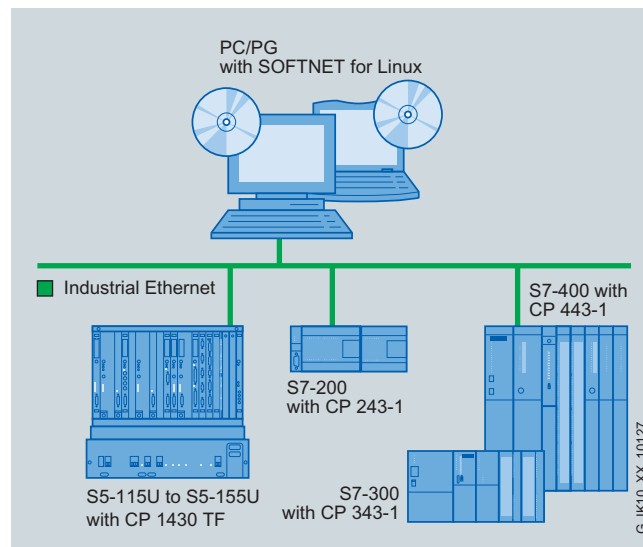 PC/PG
with SOFTNET for Linux
Industrial Ethernet
S7-400 with
CP 443-1
S7-200
with CP 243-1
S5-115U to S5-155U
with CP 1430 TF
S7-300
with CP 343-1
G_IK10_XX_10127